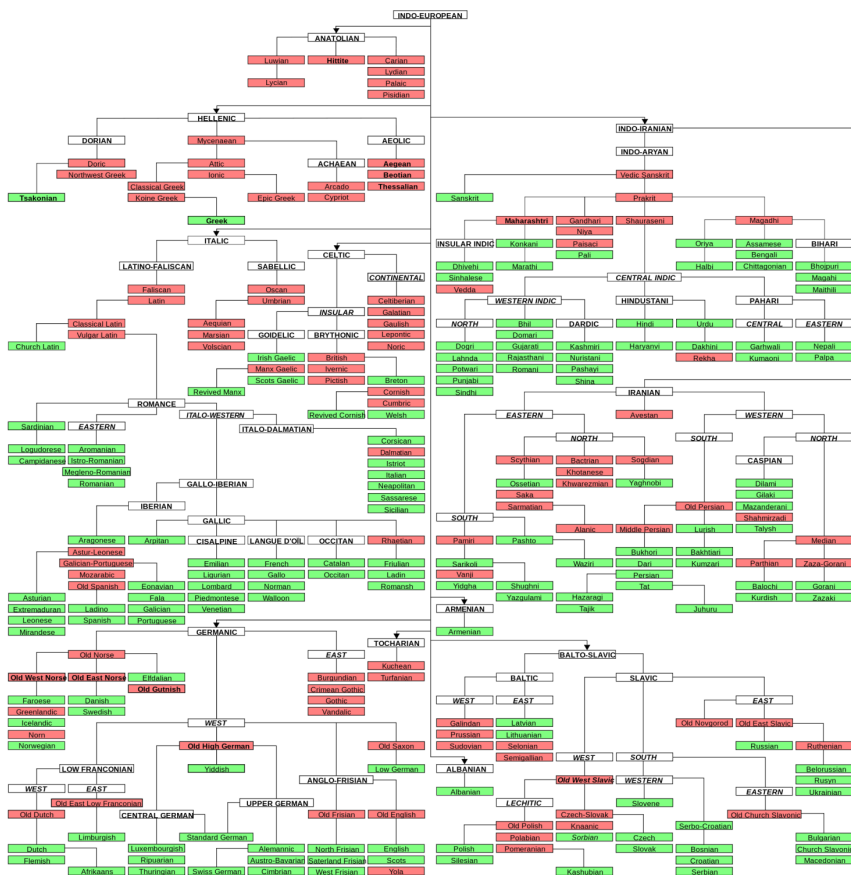 INDO-EUROPEAN
ANATOLIAN
Luwian
Hittite
Carian
Lydian
Lycian
Palaic
Pisidian
HELLENIC
DORIAN
Mycenaean
AEOLIC
Doric
Attic
ACHAEAN
Aegean
Northwest Greek
Ionic
Beotian
Classical Greek
Arcado
Thessalian
Tsakonian
Koine Greek
Epic Greek
Cypriot
Greek
INDO-IRANIAN
INDO-ARYAN
Vedic Sanskrit
Sanskrit
Prakrit
Maharashtri
Gandhari
Shauraseni
Magadhi
Niya
INSULAR INDIC
Konkani
Paisaci
Oriya
Assamese
BIHARI
Pali
Bengali
Dhivehi
Marathi
Halbi
Chittagonian
Bhojpuri
Sinhalese
CENTRAL INDIC
Magahi
Vedda
Maithili
WESTERN INDIC
HINDUSTANI
PAHARI
NORTH
Bhil
DARDIC
Hindi
Urdu
CENTRAL
EASTERN
Domari
Dogri
Gujarati
Kashmiri
Haryanvi
Dakhini
Garhwali
Nepali
Lahnda
Rajasthani
Nuristani
Rekha
Kumaoni
Palpa
Potwari
Romani
Pashayi
Punjabi
Shina
Sindhi
ITALIC
LATINO-FALISCAN
SABELLIC
CELTIC
CONTINENTAL
Faliscan
Oscan
Latin
Umbrian
Celtiberian
INSULAR
Galatian
Classical Latin
Aequian
Gaulish
Vulgar Latin
Marsian
GOIDELIC
BRYTHONIC
Lepontic
Church Latin
Volscian
Noric
Irish Gaelic
British
Manx Gaelic
Ivernic
Scots Gaelic
Pictish
Breton
Revived Manx
Cornish
Cumbric
ROMANCE
Revived Cornish
Welsh
ITALO-WESTERN
Sardinian
EASTERN
ITALO-DALMATIAN
Corsican
Logudorese
Aromanian
Dalmatian
Campidanese
Istro-Romanian
Istriot
Megleno-Romanian
Italian
Romanian
GALLO-IBERIAN
Neapolitan
Sassarese
IBERIAN
Sicilian
GALLIC
Aragonese
Arpitan
CISALPINE
LANGUE D'OÏL
OCCITAN
Rhaetian
Astur-Leonese
Galician-Portuguese
Emilian
French
Catalan
Friulian
Mozarabic
Ligurian
Gallo
Occitan
Ladin
Old Spanish
Eonavian
Lombard
Norman
Romansh
Asturian
Fala
Piedmontese
Walloon
Extremaduran
Ladino
Galician
Venetian
Leonese
Spanish
Portuguese
Mirandese
IRANIAN
EASTERN
Avestan
WESTERN
NORTH
SOUTH
NORTH
Scythian
Bactrian
Sogdian
CASPIAN
Khotanese
Ossetian
Khwarezmian
Yaghnobi
Dilami
Saka
Gilaki
Sarmatian
Old Persian
Mazanderani
SOUTH
Shahmirzadi
Alanic
Middle Persian
Lurish
Talysh
Pamiri
Pashto
Median
Bukhori
Bakhtiari
Sarikoli
Waziri
Dari
Kumzari
Parthian
Zaza-Gorani
Vanji
Persian
Yidgha
Shughni
Tat
Balochi
Gorani
Yazgulami
Hazaragi
Kurdish
Zazaki
Tajik
Juhuru
ARMENIAN
Armenian
GERMANIC
TOCHARIAN
Old Norse
EAST
Kuchean
Old West Norse
Old East Norse
Elfdalian
Burgundian
Turfanian
Old Gutnish
Crimean Gothic
Faroese
Danish
Gothic
Greenlandic
Swedish
Vandalic
Icelandic
WEST
Norn
Norwegian
Old High German
Old Saxon
LOW FRANCONIAN
Yiddish
Low German
WEST
EAST
ANGLO-FRISIAN
Old East Low Franconian
UPPER GERMAN
Old Dutch
CENTRAL GERMAN
Old Frisian
Old English
Limburgish
Standard German
Dutch
Luxembourgish
Alemannic
North Frisian
English
Flemish
Ripuarian
Austro-Bavarian
Saterland Frisian
Scots
Afrikaans
Thuringian
Swiss German
Cimbrian
West Frisian
Yola
BALTO-SLAVIC
BALTIC
SLAVIC
WEST
EAST
EAST
Galindan
Latvian
Old Novgorod
Old East Slavic
Prussian
Lithuanian
Sudovian
Selonian
Russian
Ruthenian
Semigallian
WEST
SOUTH
ALBANIAN
Belorussian
Old West Slavic
WESTERN
Rusyn
Albanian
EASTERN
Ukrainian
LECHITIC
Slovene
Czech-Slovak
Old Church Slavonic
Old Polish
Knaanic
Serbo-Croatian
Polabian
Sorbian
Czech
Bulgarian
Polish
Pomeranian
Slovak
Bosnian
Church Slavonic
Silesian
Croatian
Macedonian
Kashubian
Serbian